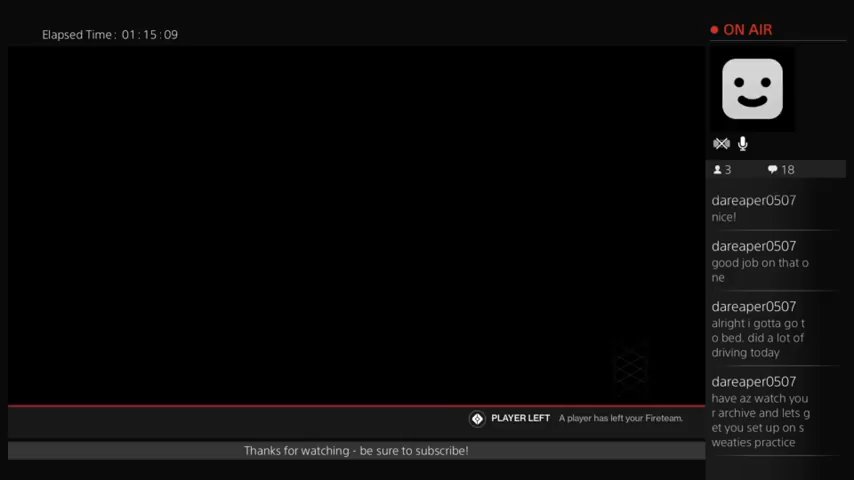 Elapsed Time: 01:15:09
ON AIR
3 18
dareaper0507
nice!
dareaper0507
good job on that o
ne
dareaper0507
alright i gotta go t
o bed. did a lot of
driving today
dareaper0507
have az watch you
r archive and lets g
et you set up on s
weaties practice
PLAYER LEFT A player has left your Fireteam.
Thanks for watching - be sure to subscribe!